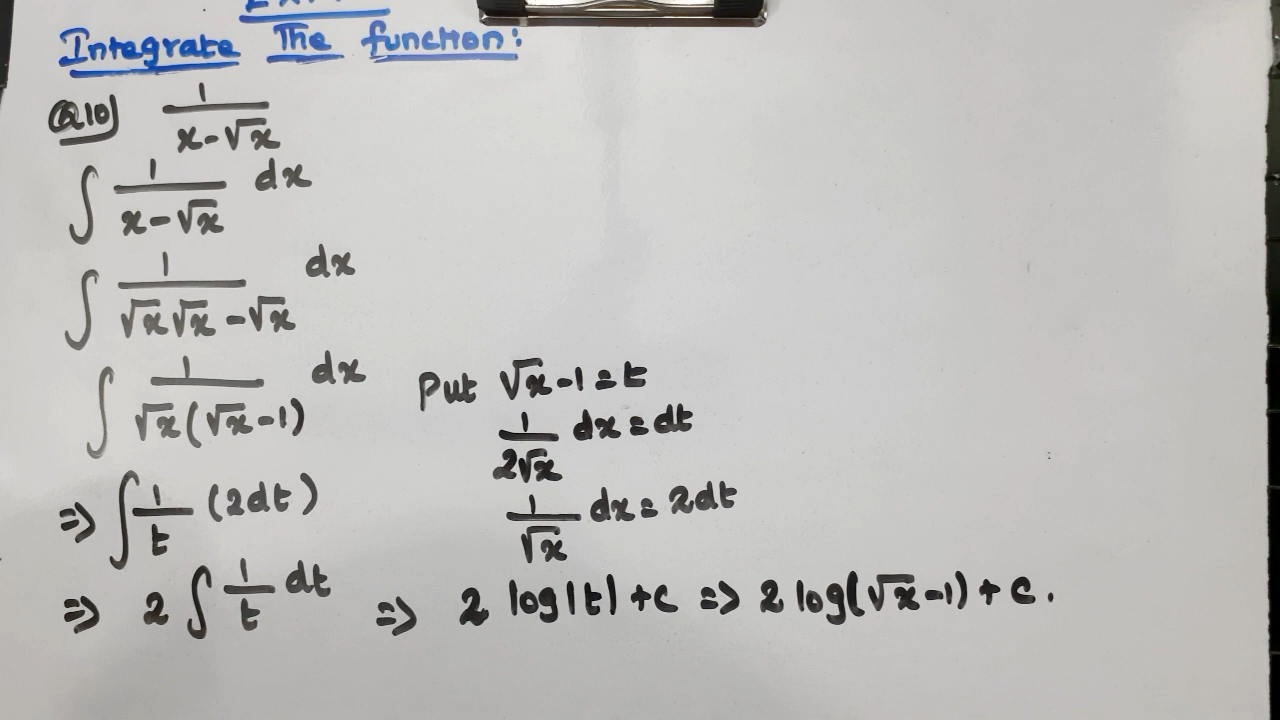 Integrate The function:
Q10) 1/(x-√x)
∫ 1/(x-√x) dx
∫ 1/(√x√x-√x) dx
∫ 1/(√x(√x-1)) dx Put √x-1=t
1/(2√x) dx=dt
⇒ ∫ 1/t (2dt) 1/√x dx=2dt
⇒ 2∫ 1/t dt ⇒ 2 log|t|+c ⇒ 2 log(√x-1)+c.